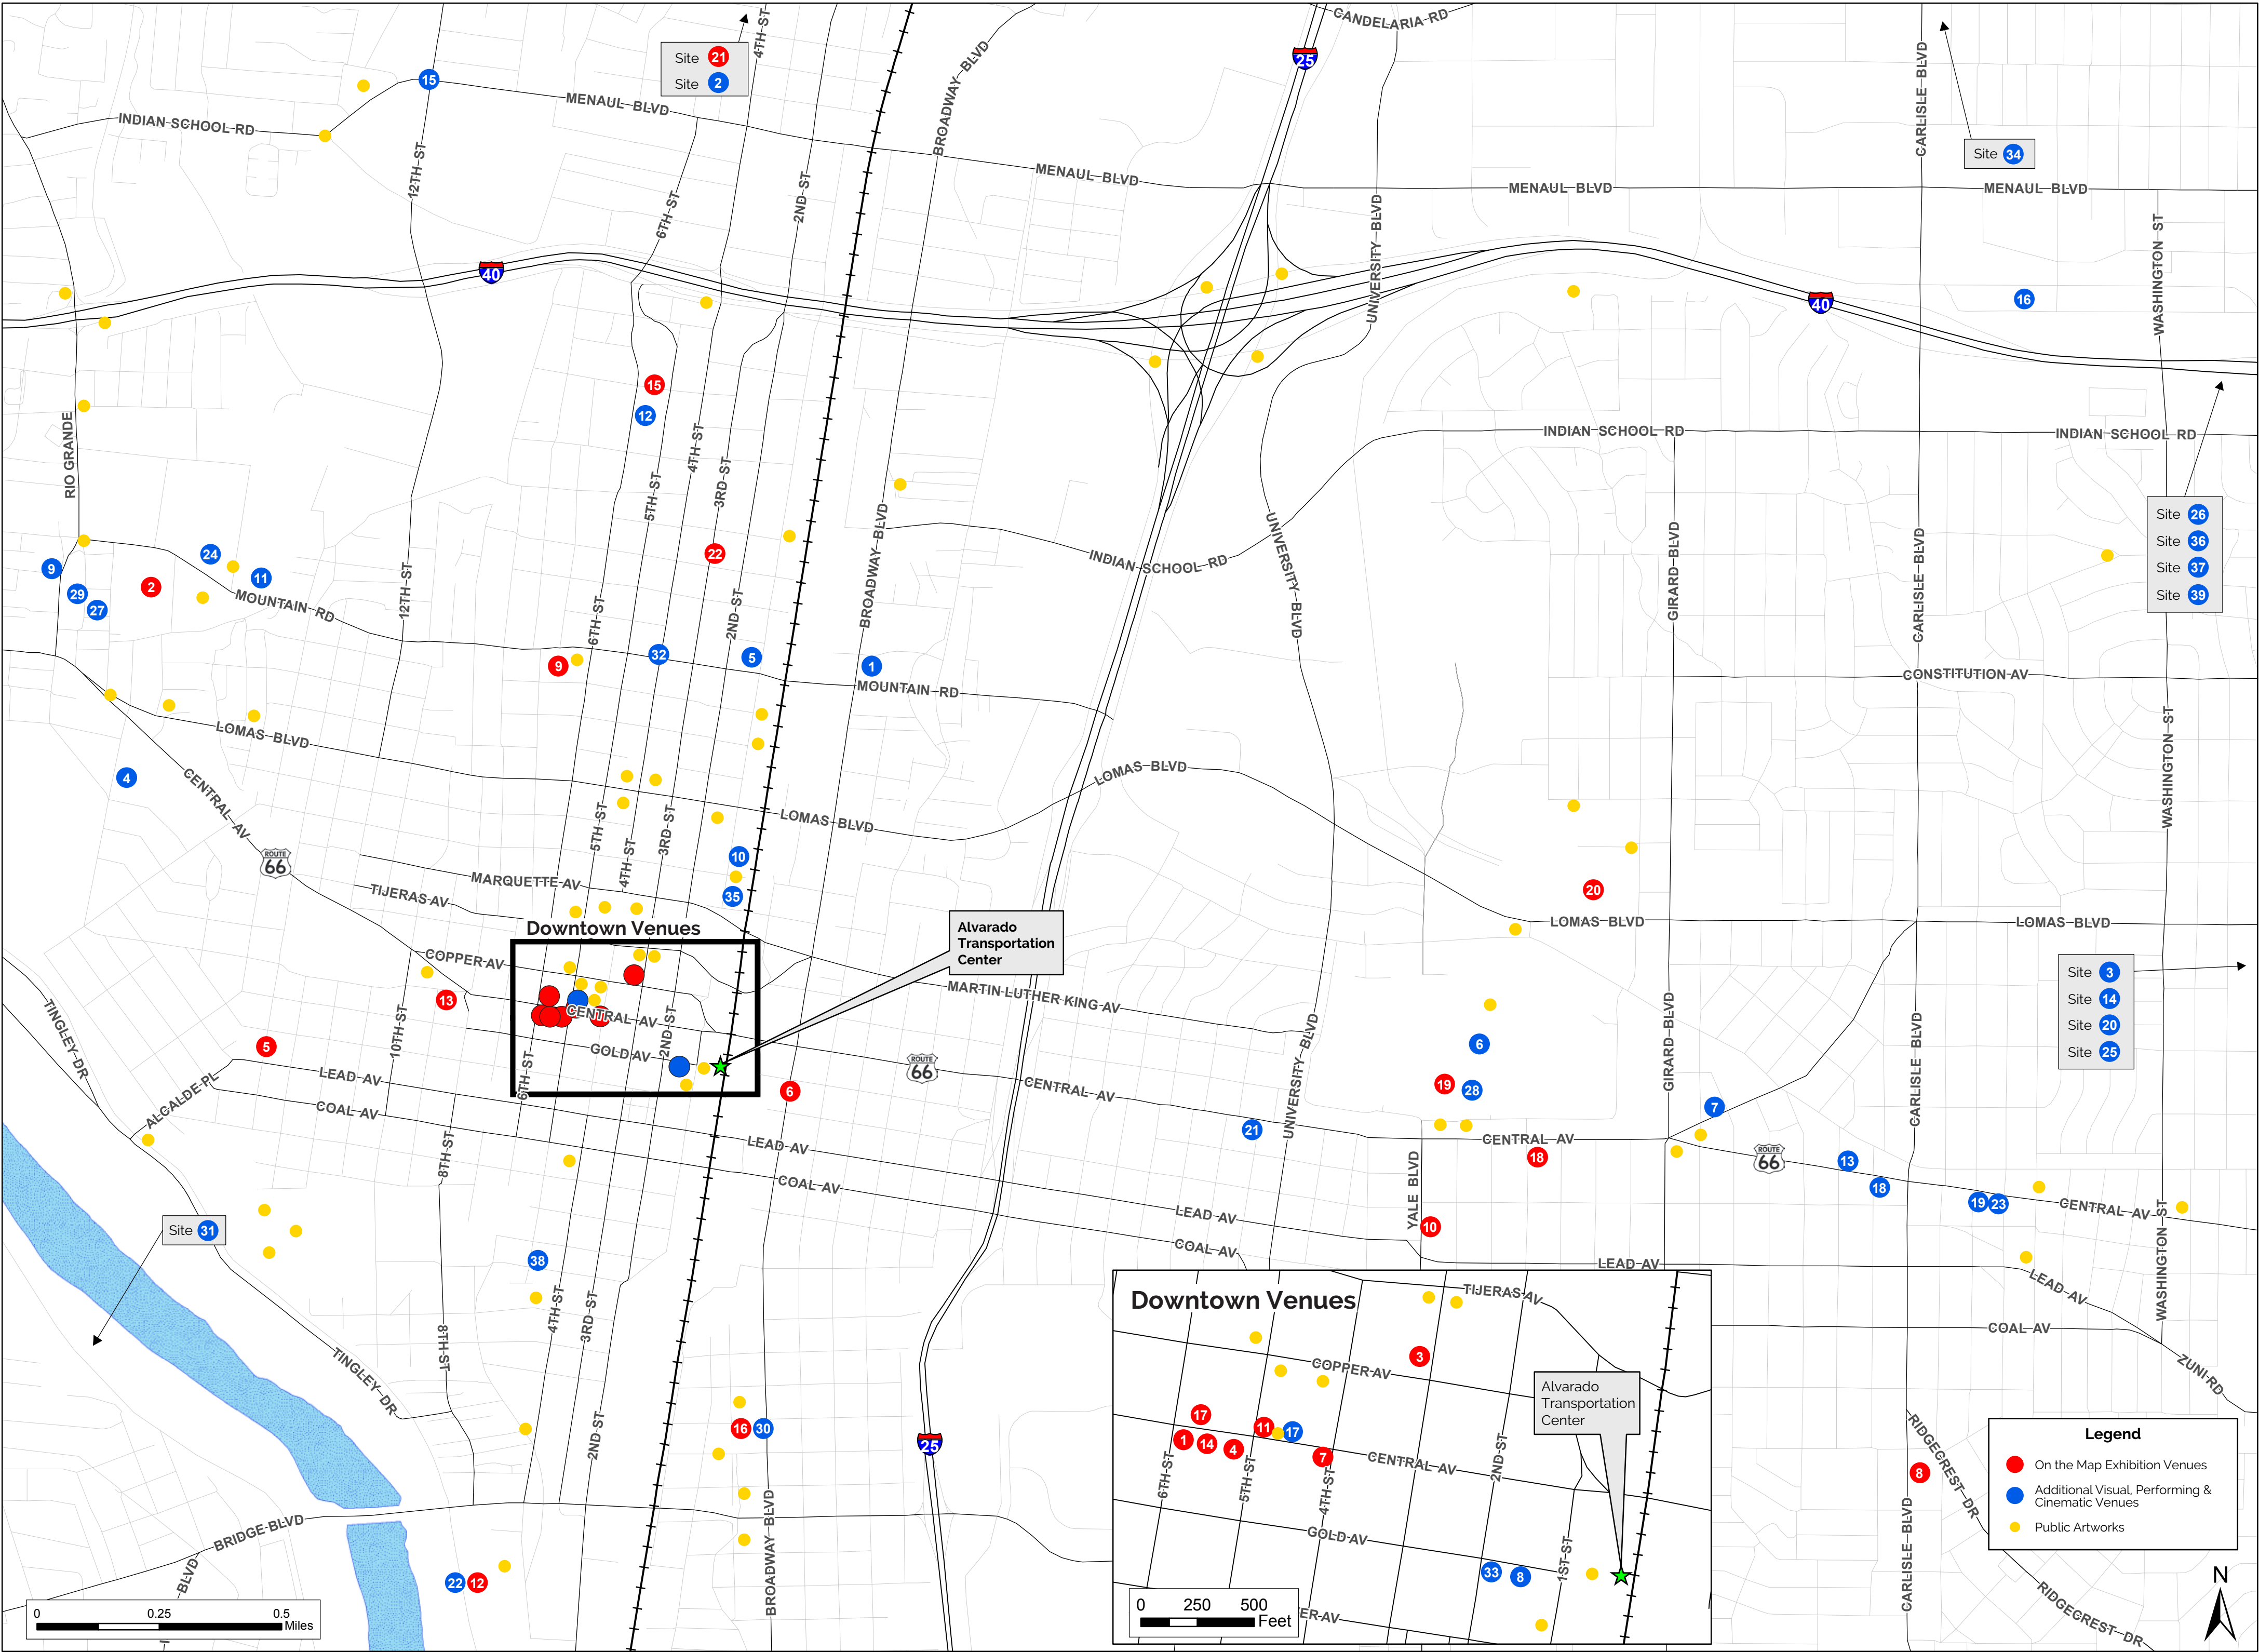 CANDELARIA RD
4TH ST
Site 21
Site 2
25
BROADWAY BLVD
CARLISLE BLVD
15
MENAUL BLVD
INDIAN SCHOOL RD
Site 34
12TH ST
MENAUL BLVD
MENAUL BLVD
MENAUL BLVD
6TH ST
2ND ST
UNIVERSITY BLVD
WASHINGTON ST
40
40
16
15
12
RIO GRANDE
4TH ST
3RD ST
5TH ST
INDIAN SCHOOL RD
INDIAN SCHOOL RD
Site 26
Site 36
Site 37
Site 39
BROADWAY BLVD
UNIVERSITY BLVD
GIRARD BLVD
CARLISLE BLVD
22
24
9
11
2
29
27
INDIAN SCHOOL RD
MOUNTAIN RD
12TH ST
6TH ST
2ND ST
9
32
5
1
MOUNTAIN RD
CONSTITUTION AV
LOMAS BLVD
4
CENTRAL AV
LOMAS BLVD
WASHINGTON ST
5TH ST
4TH ST
3RD ST
LOMAS BLVD
10
ROUTE
66
MARQUETTE AV
TIJERAS AV
35
20
LOMAS BLVD
LOMAS BLVD
Downtown Venues
Alvarado
Transportation
Center
COPPER AV
13
Site 3
Site 14
Site 20
Site 25
MARTIN LUTHER KING AV
CENTRAL AV
TINGLEY DR
10TH ST
5
GOLD AV
2ND ST
6TH ST
UNIVERSITY BLVD
GIRARD BLVD
CARLISLE BLVD
6
ROUTE
66
LEAD AV
CENTRAL AV
6
19
28
7
ALCALDE PL
COAL AV
21
CENTRAL AV
8TH ST
LEAD AV
18
ROUTE
66
13
COAL AV
18
19
23
CENTRAL AV
YALE BLVD
LEAD AV
10
Site 31
COAL AV
38
LEAD AV
LEAD AV
WASHINGTON ST
4TH ST
3RD ST
8TH ST
COAL AV
TINGLEY DR
ZUNI RD
2ND ST
16
30
25
8
RIDGECREST DR
BRIDGE BLVD
BROADWAY BLVD
CARLISLE BLVD
BLVD
22
12
RIDGECREST DR
0 0.25 0.5
Miles
Downtown Venues
TIJERAS AV
3
COPPER AV
Alvarado
Transportation
Center
17
1
14
4
11
17
7
CENTRAL AV
6TH ST
5TH ST
4TH ST
2ND ST
GOLD AV
1ST ST
33
8
0 250 500
Feet
ER AV
Legend
On the Map Exhibition Venues
Additional Visual, Performing &
Cinematic Venues
Public Artworks
N